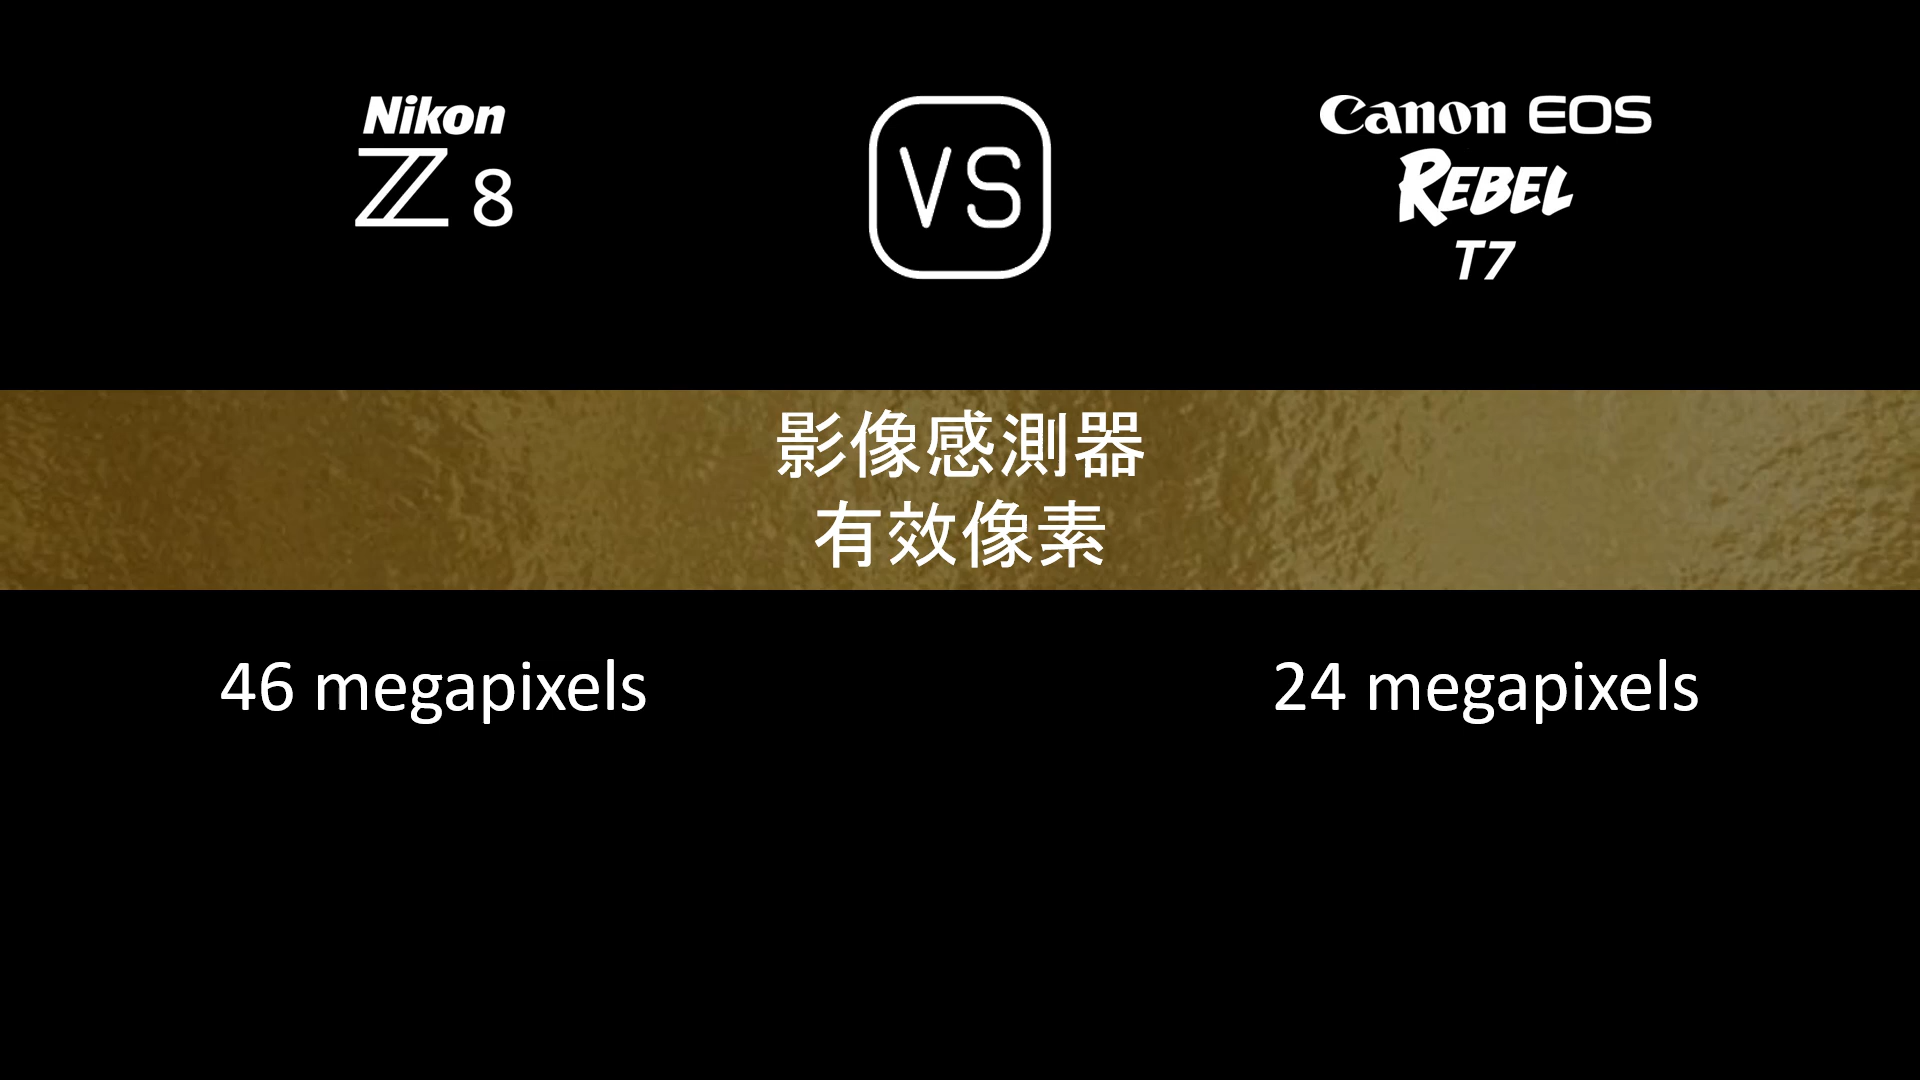 Nikon
Z 8
VS
Canon EOS
REBEL
T7
影像感測器
有效像素
46 megapixels
24 megapixels